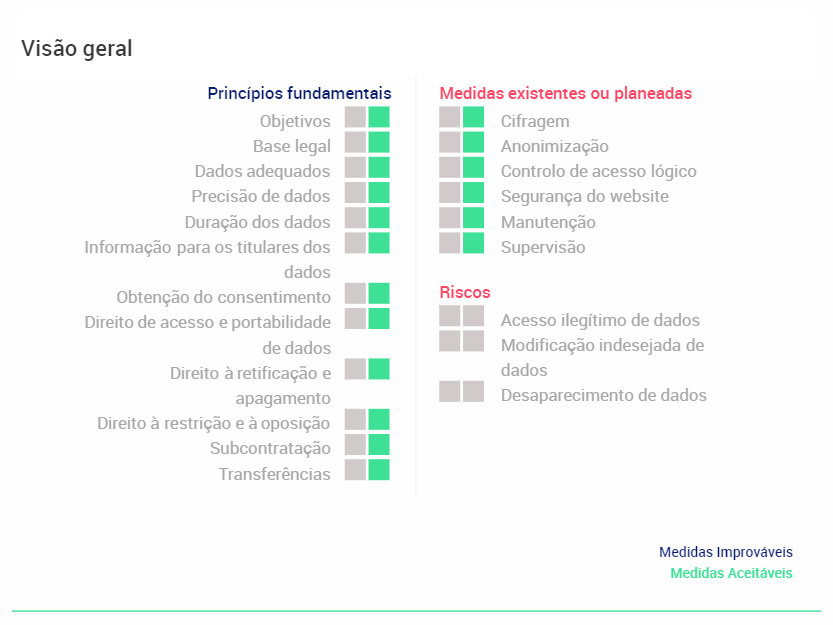 Visão geral
Princípios fundamentais
Objetivos
Base legal
Dados adequados
Precisão de dados
Duração dos dados
Informação para os titulares dos
dados
Obtenção do consentimento
Direito de acesso e portabilidade
de dados
Direito à retificação e
apagamento
Direito à restrição e à oposição
Subcontratação
Transferências
Medidas existentes ou planeadas
Cifragem
Anonimização
Controlo de acesso lógico
Segurança do website
Manutenção
Supervisão
Riscos
Acesso ilegítimo de dados
Modificação indesejada de
dados
Desaparecimento de dados
Medidas Improváveis
Medidas Aceitáveis